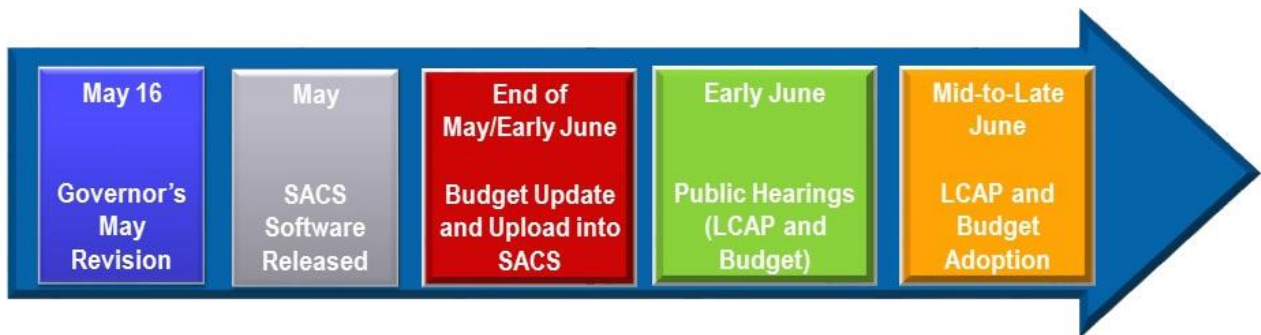 May 16
Governor's
May
Revision
May
SACS
Software
Released
End of
May/Early June
Budget Update
and Upload into
SACS
Early June
Public Hearings
(LCAP and
Budget)
Mid-to-Late
June
LCAP and
Budget
Adoption